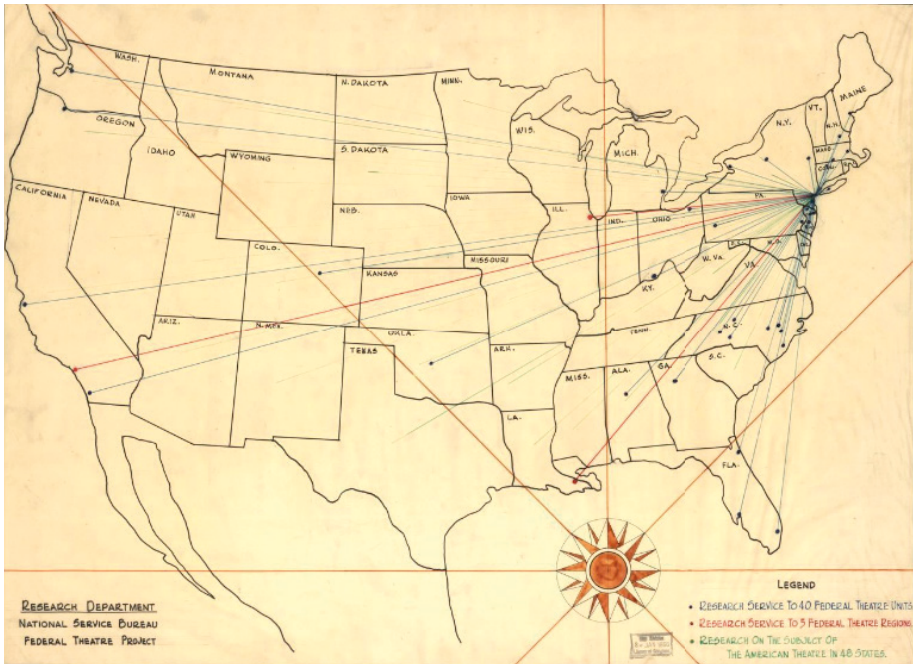 WASH.
MONTANA
N. DAKOTA
MINN.
MAINE
VT.
N.H.
N.Y.
OREGON
WIS.
MICH.
MASS.
CONN.
IDAHO
WYOMING
S. DAKOTA
CALIFORNIA
NEVADA
UTAH
NEB.
IOWA
ILL.
IND.
OHIO
PA.
COLO.
KANSAS
MISSOURI
W. VA.
VA.
KY.
ARIZ.
N. MEX.
OKLA.
TEXAS
ARK.
TENN.
N.C.
S.C.
MISS.
ALA.
GA.
LA.
FLA.
RESEARCH DEPARTMENT
NATIONAL SERVICE BUREAU
FEDERAL THEATRE PROJECT
LEGEND
• RESEARCH SERVICE TO 40 FEDERAL THEATRE UNITS
• RESEARCH SERVICE TO 5 FEDERAL THEATRE REGIONS
• RESEARCH ON THE SUBJECT OF
THE AMERICAN THEATRE IN 48 STATES.